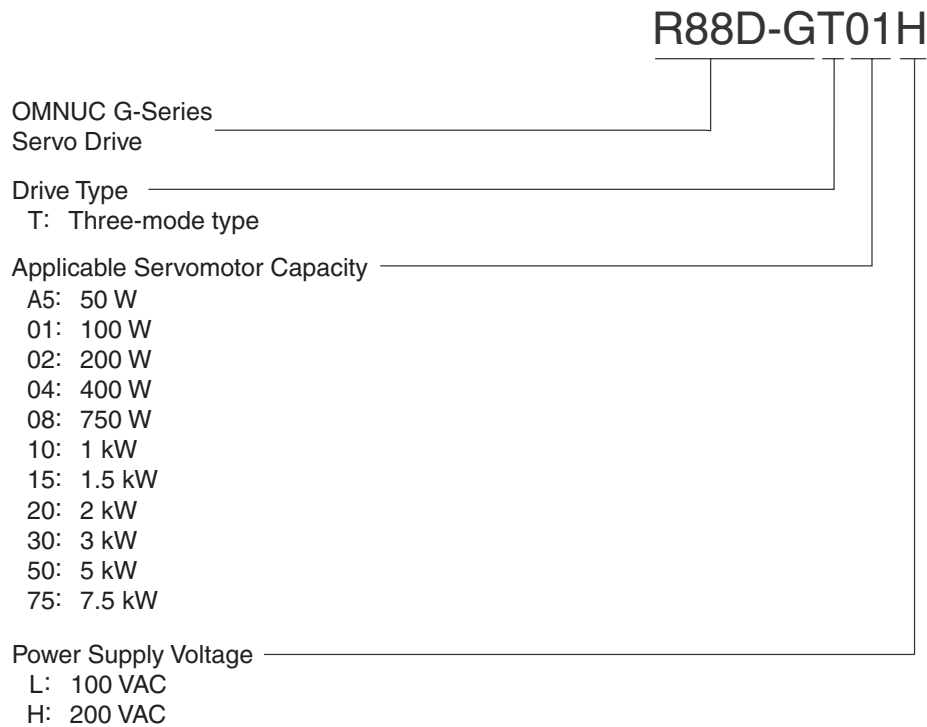 R88D-GT01H
OMNUC G-Series
Servo Drive
Drive Type
T: Three-mode type
Applicable Servomotor Capacity
A5: 50 W
01: 100 W
02: 200 W
04: 400 W
08: 750 W
10: 1 kW
15: 1.5 kW
20: 2 kW
30: 3 kW
50: 5 kW
75: 7.5 kW
Power Supply Voltage
L: 100 VAC
H: 200 VAC